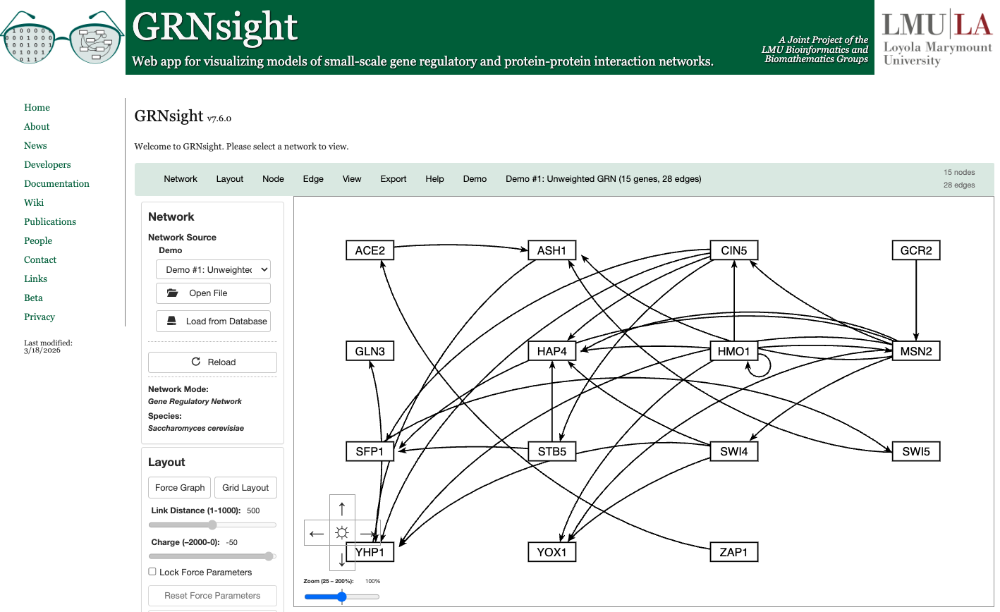 GRNsight
Web app for visualizing models of small-scale gene regulatory and protein-protein interaction networks.
A Joint Project of the
LMU Bioinformatics and
Biomathematics Groups
LMU|LA
Loyola Marymount
University
Home
About
News
Developers
Documentation
Wiki
Publications
People
Contact
Links
Beta
Privacy
Last modified:
3/18/2026
GRNsight v7.6.0
Welcome to GRNsight. Please select a network to view.
Network Layout Node Edge View Export Help Demo Demo #1: Unweighted GRN (15 genes, 28 edges)
15 nodes
28 edges
Network
Network Source
Demo
Demo #1: Unweighted
Open File
Load from Database
Reload
Network Mode:
Gene Regulatory Network
Species:
Saccharomyces cerevisiae
Layout
Force Graph Grid Layout
Link Distance (1-1000): 500
Charge (–2000-0): -50
Lock Force Parameters
Reset Force Parameters
ACE2 ASH1 CIN5 GCR2
GLN3 HAP4 HMO1 MSN2
SFP1 STB5 SWI4 SWI5
YHP1 YOX1 ZAP1
Zoom (25 – 200%): 100%